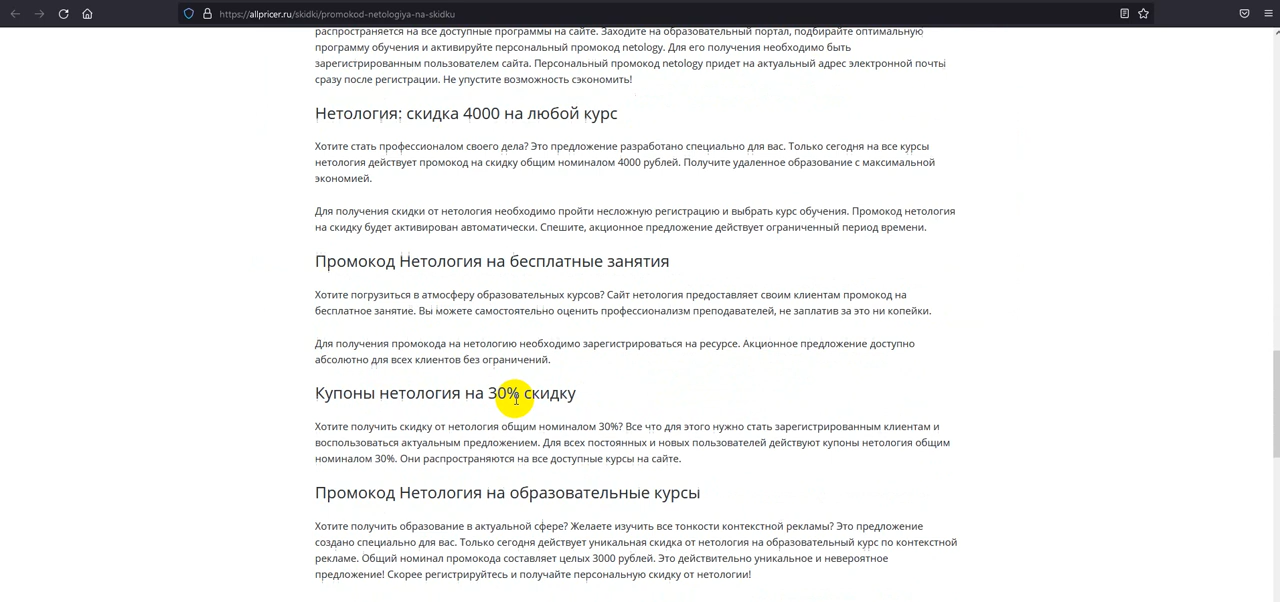 https://allpricer.ru/skidki/promokod-netologiya-na-skidku
распространяется на все доступные программы на сайте. Заходите на образовательный портал, подбирайте оптимальную
программу обучения и активируйте персональный промокод netology. Для его получения необходимо быть
зарегистрированным пользователем сайта. Персональный промокод netology придет на актуальный адрес электронной почты
сразу после регистрации. Не упустите возможность сэкономить!
Нетология: скидка 4000 на любой курс
Хотите стать профессионалом своего дела? Это предложение разработано специально для вас. Только сегодня на все курсы
нетология действует промокод на скидку общим номиналом 4000 рублей. Получите удаленное образование с максимальной
экономией.
Для получения скидки от нетология необходимо пройти несложную регистрацию и выбрать курс обучения. Промокод нетология
на скидку будет активирован автоматически. Спешите, акционное предложение действует ограниченный период времени.
Промокод Нетология на бесплатные занятия
Хотите погрузиться в атмосферу образовательных курсов? Сайт нетология предоставляет своим клиентам промокод на
бесплатное занятие. Вы можете самостоятельно оценить профессионализм преподавателей, не заплатив за это ни копейки.
Для получения промокода на нетологию необходимо зарегистрироваться на ресурсе. Акционное предложение доступно
абсолютно для всех клиентов без ограничений.
Купоны нетология на 30% скидку
Хотите получить скидку от нетология общим номиналом 30%? Все что для этого нужно стать зарегистрированным клиентам и
воспользоваться актуальным предложением. Для всех постоянных и новых пользователей действуют купоны нетология общим
номиналом 30%. Они распространяются на все доступные курсы на сайте.
Промокод Нетология на образовательные курсы
Хотите получить образование в актуальной сфере? Желаете изучить все тонкости контекстной рекламы? Это предложение
создано специально для вас. Только сегодня действует уникальная скидка от нетология на образовательный курс по контекстной
рекламе. Общий номинал промокода составляет целых 3000 рублей. Это действительно уникальное и невероятное
предложение! Скорее регистрируйтесь и получайте персональную скидку от нетологии!